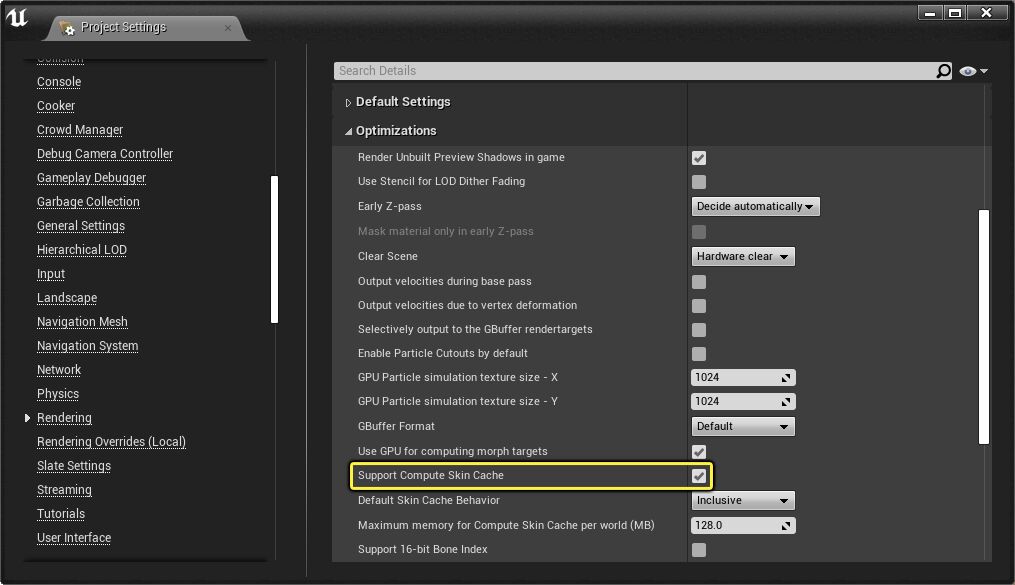 Project Settings
Collision
Console
Cooker
Crowd Manager
Debug Camera Controller
Gameplay Debugger
Garbage Collection
General Settings
Hierarchical LOD
Input
Landscape
Navigation Mesh
Navigation System
Network
Physics
Rendering
Rendering Overrides (Local)
Slate Settings
Streaming
Tutorials
User Interface
Search Details
Default Settings
Optimizations
Render Unbuilt Preview Shadows in game
Use Stencil for LOD Dither Fading
Early Z-pass Decide automatically
Mask material only in early Z-pass
Clear Scene Hardware clear
Output velocities during base pass
Output velocities due to vertex deformation
Selectively output to the GBuffer rendertargets
Enable Particle Cutouts by default
GPU Particle simulation texture size - X 1024
GPU Particle simulation texture size - Y 1024
GBuffer Format Default
Use GPU for computing morph targets
Support Compute Skin Cache
Default Skin Cache Behavior Inclusive
Maximum memory for Compute Skin Cache per world (MB) 128.0
Support 16-bit Bone Index